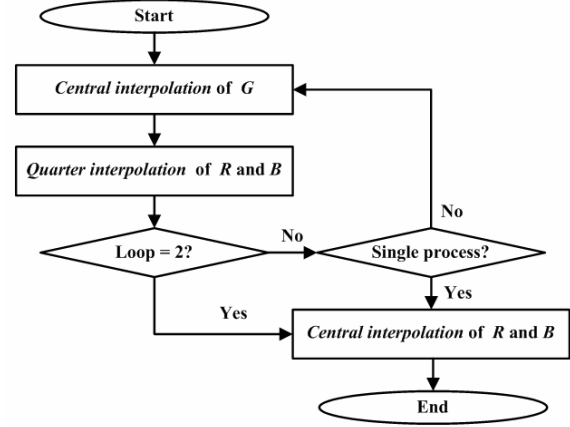 Start
Central interpolation of G
Quarter interpolation of R and B
No
Loop = 2?
No
Single process?
Yes
Yes
Central interpolation of R and B
End